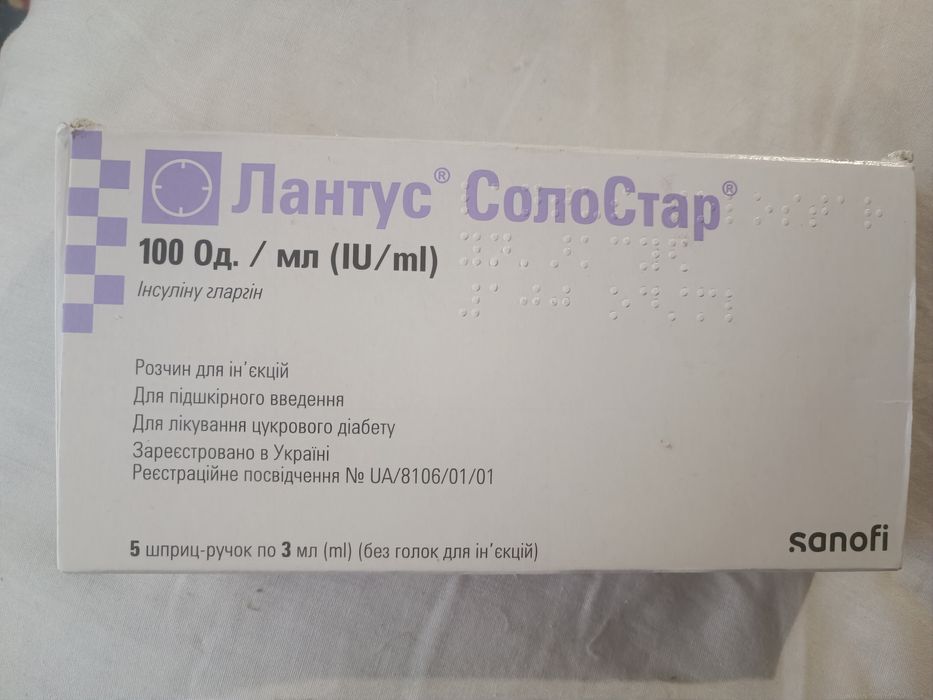 Лантус® СолоСтар®
100 Од. / мл (IU/ml)
Інсуліну гларгін
Розчин для ін'єкцій
Для підшкірного введення
Для лікування цукрового діабету
Зареєстровано в Україні
Реєстраційне посвідчення № UA/8106/01/01
5 шприц-ручок по 3 мл (ml) (без голок для ін'єкцій)
sanofi